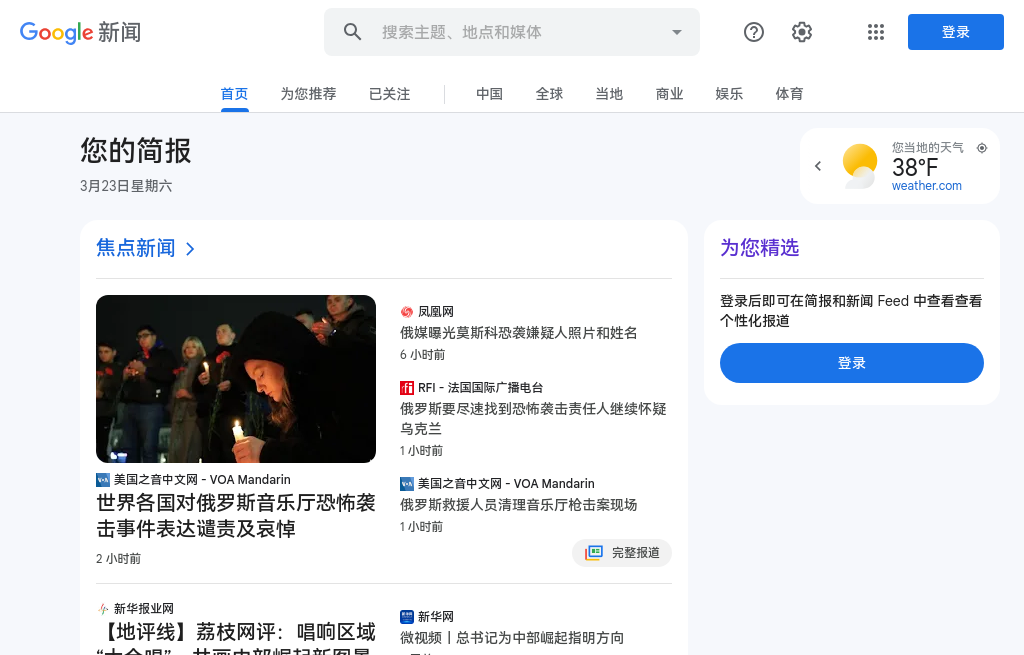 Google 新闻
搜索主题、地点和媒体
登录
首页
为您推荐
已关注
中国
全球
当地
商业
娱乐
体育
您的简报
3月23日星期六
您当地的天气
38°F
weather.com
焦点新闻
美国之音中文网 - VOA Mandarin
世界各国对俄罗斯音乐厅恐怖袭
击事件表达谴责及哀悼
2 小时前
凤凰网
俄媒曝光莫斯科恐袭嫌疑人照片和姓名
6 小时前
RFI - 法国国际广播电台
俄罗斯要尽速找到恐怖袭击责任人继续怀疑
乌克兰
1 小时前
美国之音中文网 - VOA Mandarin
俄罗斯救援人员清理音乐厅枪击案现场
1 小时前
完整报道
新华报业网
【地评线】荔枝网评：唱响区域
新华网
微视频丨总书记为中部崛起指明方向
为您精选
登录后即可在简报和新闻 Feed 中查看查看
个性化报道
登录